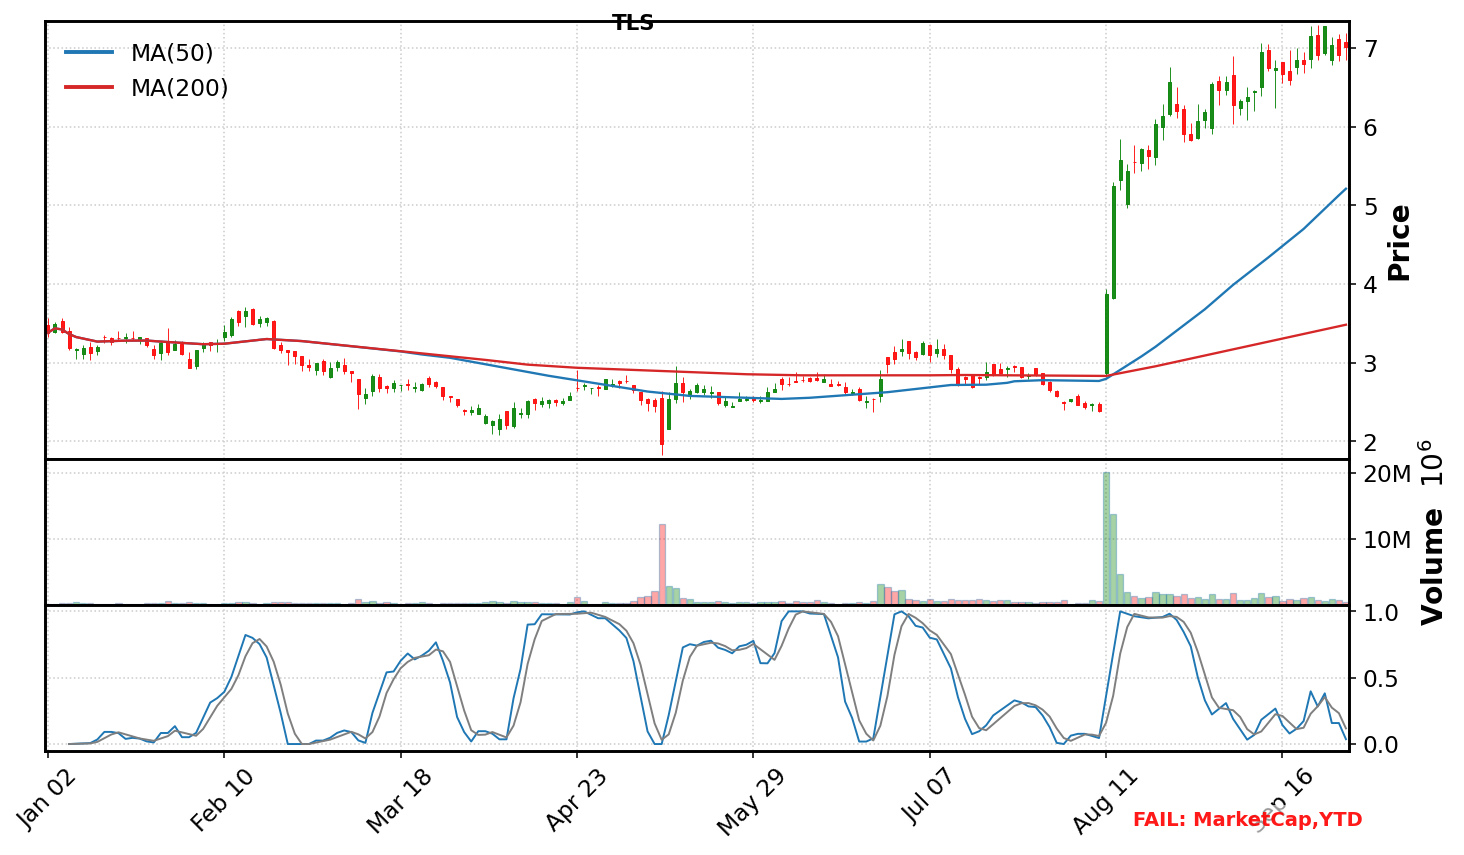 TLS
MA(50)
MA(200)
7
6
5
4
3
2
Price
20M
10M
Volume 10^6
1.0
0.5
0.0
Jan 02
Feb 10
Mar 18
Apr 23
May 29
Jul 07
Aug 11
Sep 16
FAIL: MarketCap,YTD